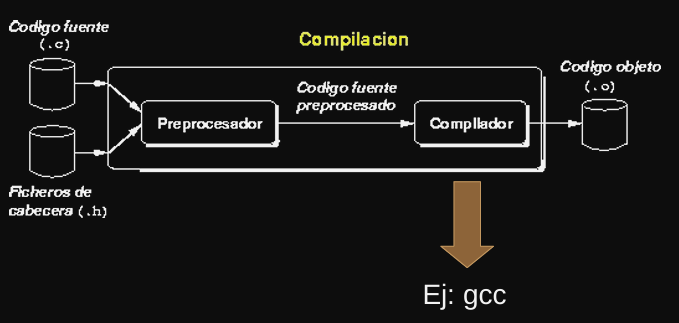 Codigo fuente
(.c)
Compilacion
Codigo objeto
(.o)
Codigo fuente
preprocesado
Preprocesador
Compilador
Ficheros de
cabecera (.h)
Ej: gcc